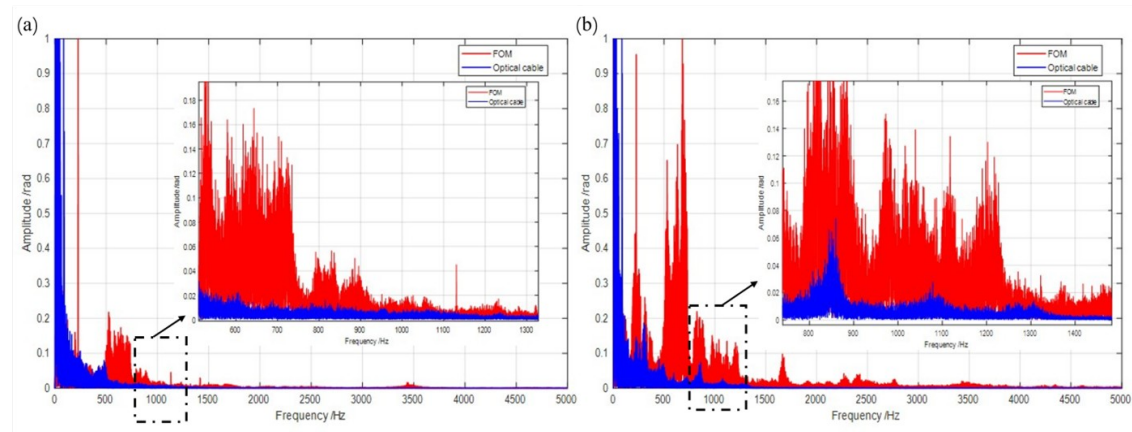 (a)
1
0.9
0.8
0.7
0.6
0.5
0.4
0.3
0.2
0.1
0
Amplitude /rad
0 500 1000 1500 2000 2500 3000 3500 4000 4500 5000
Frequency /Hz
FOM
Optical cable
0.18
0.16
0.14
0.12
0.1
0.08
0.06
0.04
0.02
0
Amplitude /rad
600 700 800 900 1000 1100 1200 1300
Frequency /Hz
FOM
Optical cable
(b)
1
0.9
0.8
0.7
0.6
0.5
0.4
0.3
0.2
0.1
0
Amplitude /rad
0 500 1000 1500 2000 2500 3000 3500 4000 4500 5000
Frequency /Hz
FOM
Optical cable
0.16
0.14
0.12
0.1
0.08
0.06
0.04
0.02
0
Amplitude /rad
800 900 1000 1100 1200 1300 1400
Frequency /Hz
FOM
Optical cable